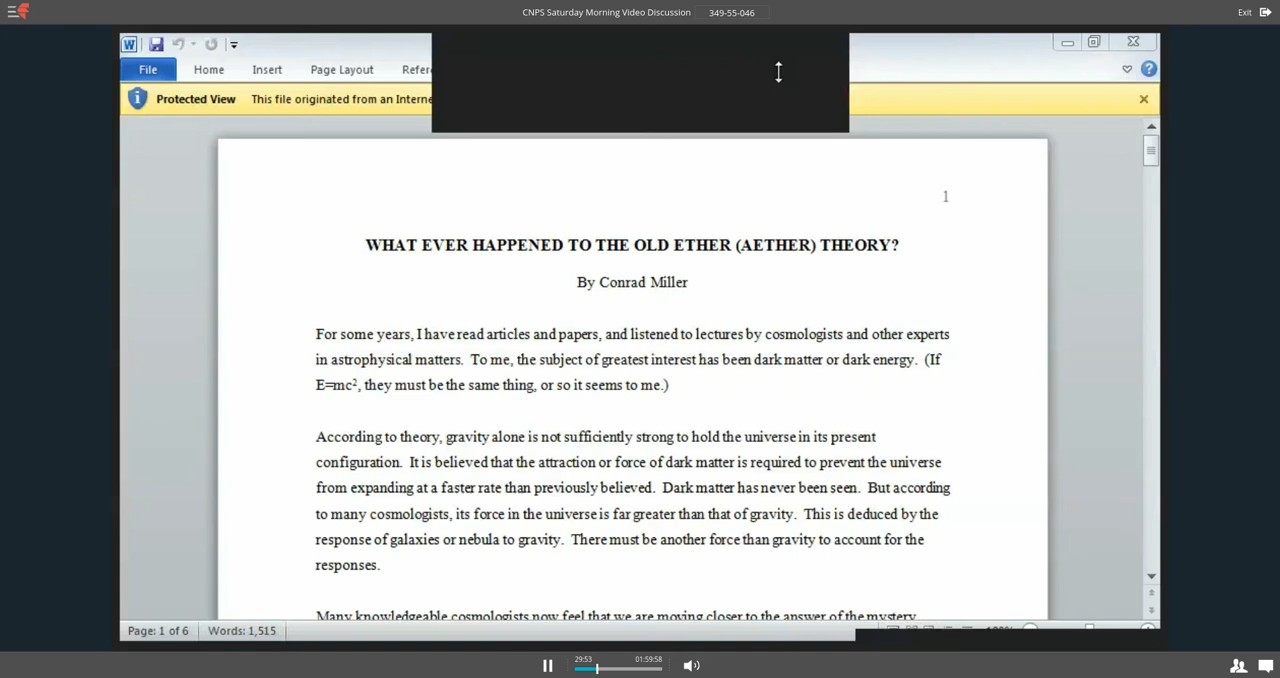 CNPS Saturday Morning Video Discussion 349-55-046 Exit
File Home Insert Page Layout
Protected View This file originated from an
1
WHAT EVER HAPPENED TO THE OLD ETHER (AETHER) THEORY?
By Conrad Miller
For some years, I have read articles and papers, and listened to lectures by cosmologists and other experts
in astrophysical matters. To me, the subject of greatest interest has been dark matter or dark energy. (If
E=mc², they must be the same thing, or so it seems to me.)
According to theory, gravity alone is not sufficiently strong to hold the universe in its present
configuration. It is believed that the attraction or force of dark matter is required to prevent the universe
from expanding at a faster rate than previously believed. Dark matter has never been seen. But according
to many cosmologists, its force in the universe is far greater than that of gravity. This is deduced by the
response of galaxies or nebula to gravity. There must be another force than gravity to account for the
responses.
Many knowledgeable cosmologists now feel that we are moving closer to the answer of the mystery
Page: 1 of 6 Words: 1,515
29:53 01:59:58